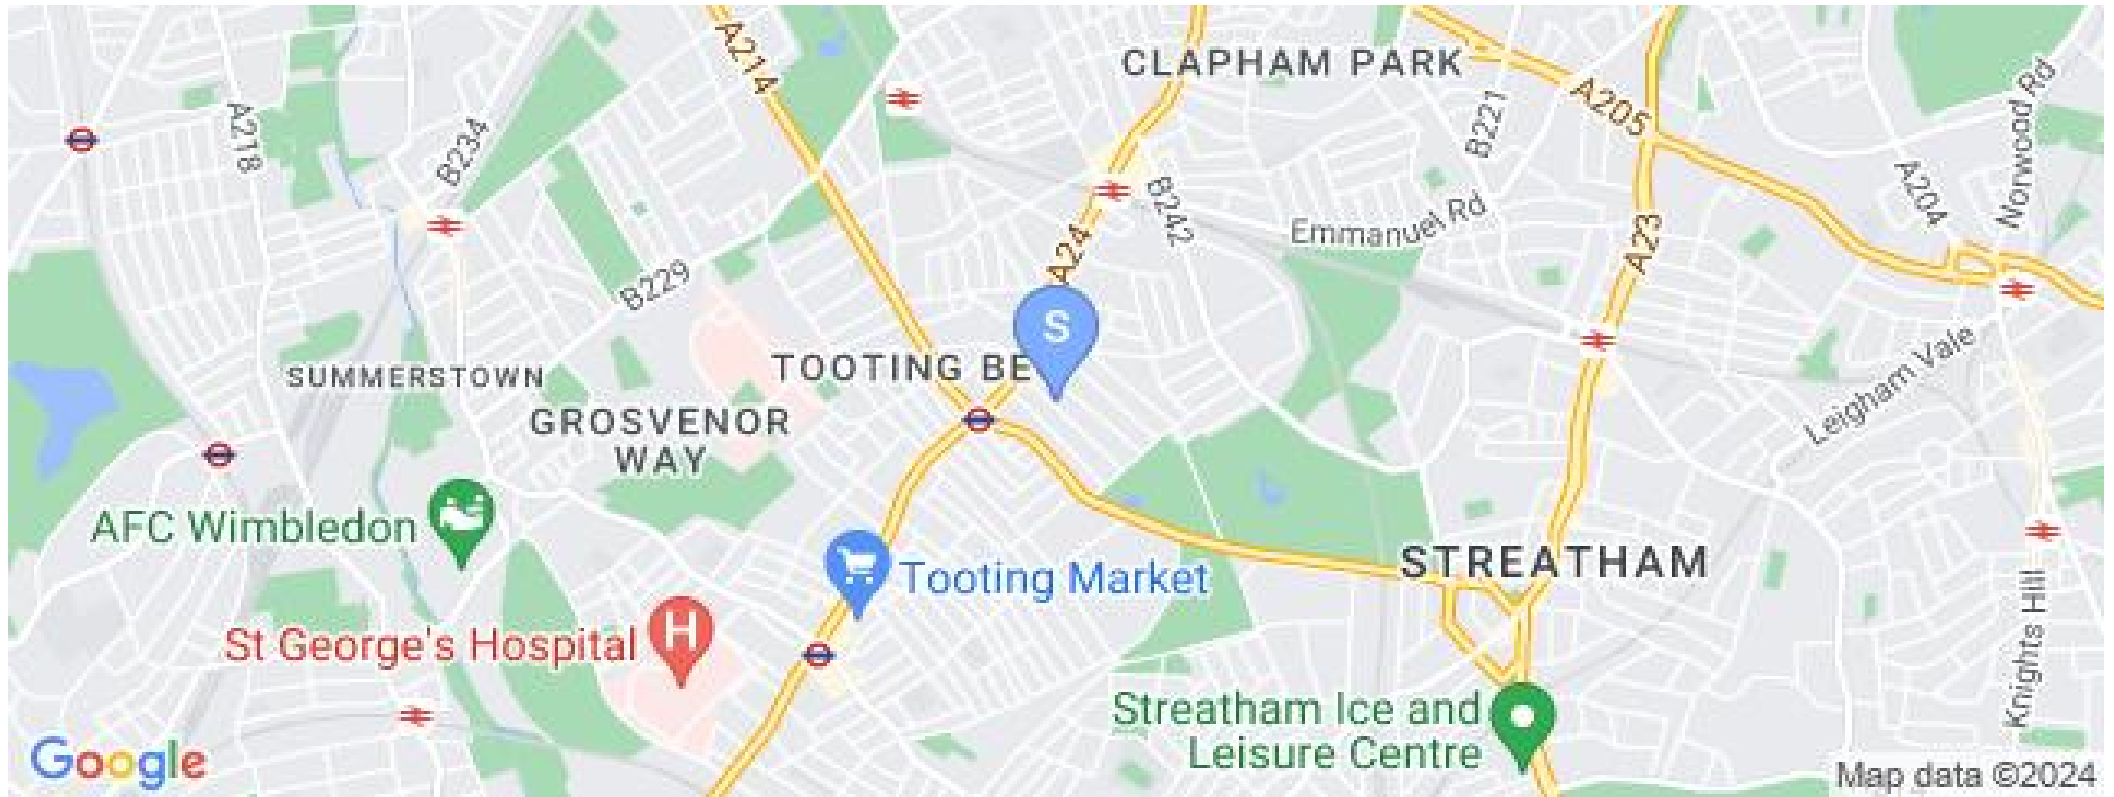 A214
CLAPHAM PARK
A205
B221
Norwood Rd
A218
B234
A204
B242
Emmanuel Rd
A24
A23
B229
S
TOOTING BE
SUMMERSTOWN
GROSVENOR
WAY
Leigham Vale
AFC Wimbledon
Tooting Market
STREATHAM
H
St George's Hospital
Knights Hill
Streatham Ice and
Leisure Centre
Google
Map data ©2024